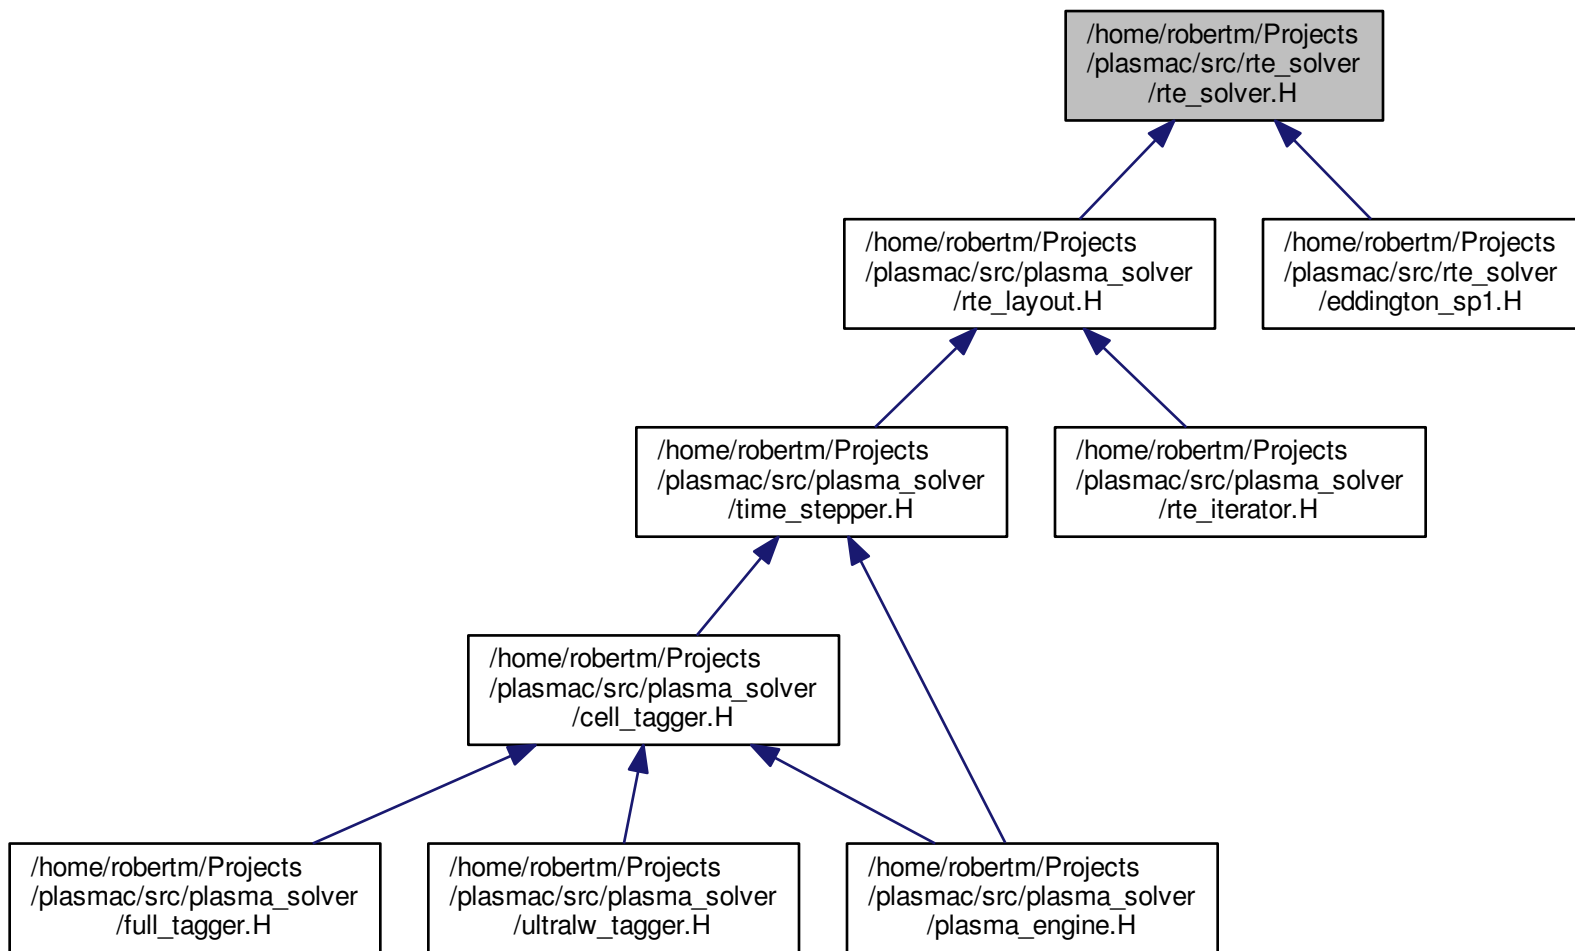 /home/robertm/Projects
/plasmac/src/rte_solver
/rte_solver.H
/home/robertm/Projects
/plasmac/src/plasma_solver
/rte_layout.H
/home/robertm/Projects
/plasmac/src/rte_solver
/eddington_sp1.H
/home/robertm/Projects
/plasmac/src/plasma_solver
/time_stepper.H
/home/robertm/Projects
/plasmac/src/plasma_solver
/rte_iterator.H
/home/robertm/Projects
/plasmac/src/plasma_solver
/cell_tagger.H
/home/robertm/Projects
/plasmac/src/plasma_solver
/full_tagger.H
/home/robertm/Projects
/plasmac/src/plasma_solver
/ultralw_tagger.H
/home/robertm/Projects
/plasmac/src/plasma_solver
/plasma_engine.H